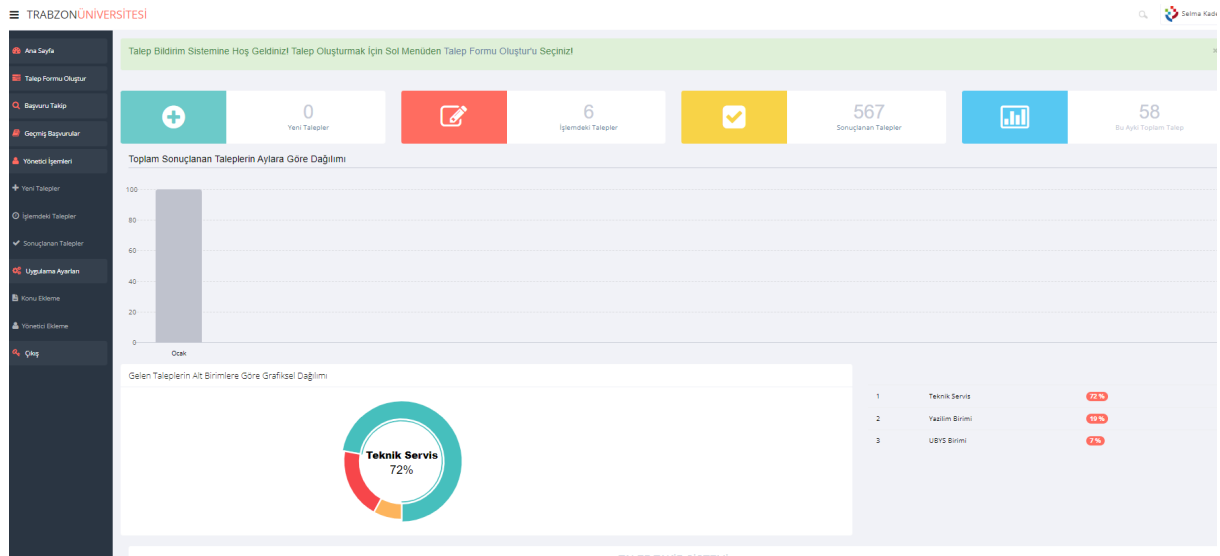 TRABZONÜNİVERSİTESİ
Selma Kade
Ana Sayfa
Talep Formu Oluştur
Başvuru Takip
Geçmiş Başvurular
Yönetici İşemleri
Yeni Talepler
İşlemdeki Talepler
Sonuçlanan Talepler
Uygulama Ayarları
Konu Ekleme
Yönetici Ekleme
Çıkış
Talep Bildirim Sistemine Hoş Geldiniz! Talep Oluşturmak İçin Sol Menüden Talep Formu Oluştur'u Seçiniz!
×
0
Yeni Talepler
6
İşlemdeki Talepler
567
Sonuçlanan Talepler
58
Bu Ayki Toplam Talep
Toplam Sonuçlanan Taleplerin Aylara Göre Dağılımı
100
80
60
40
20
0
Ocak
Gelen Taleplerin Alt Birimlere Göre Grafiksel Dağılımı
Teknik Servis
72%
1 Teknik Servis 72 %
2 Yazilim Birimi 19 %
3 UBYS Birimi 7 %